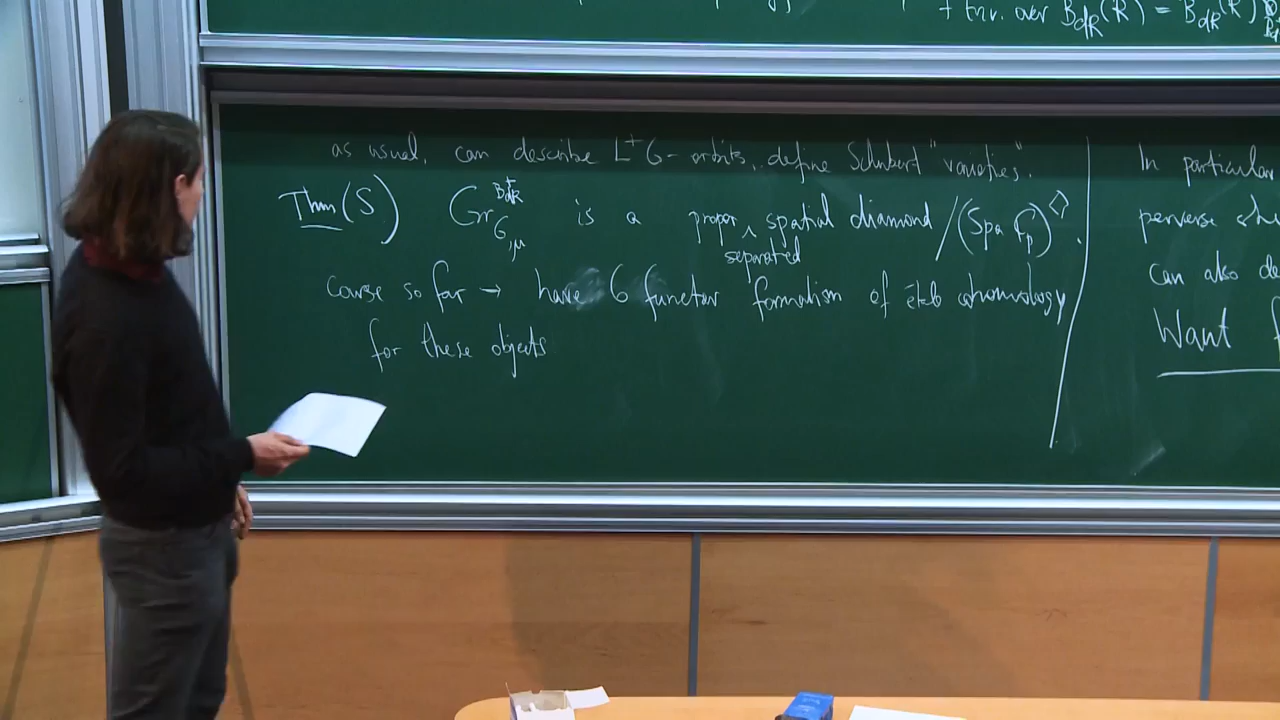 + inv. over B_dR(R) = B_dR^+(R)
as usual, can describe L^+G-orbits, define Schubert "varieties".
Thm (S) Gr_{G,μ}^{B_dR^+} is a proper ‸ spatial diamond / (Spa C_p)^◇.
separated
course so far → have 6 functor formalism of étale cohomology
for these objects
In particular
perverse
can also
Want